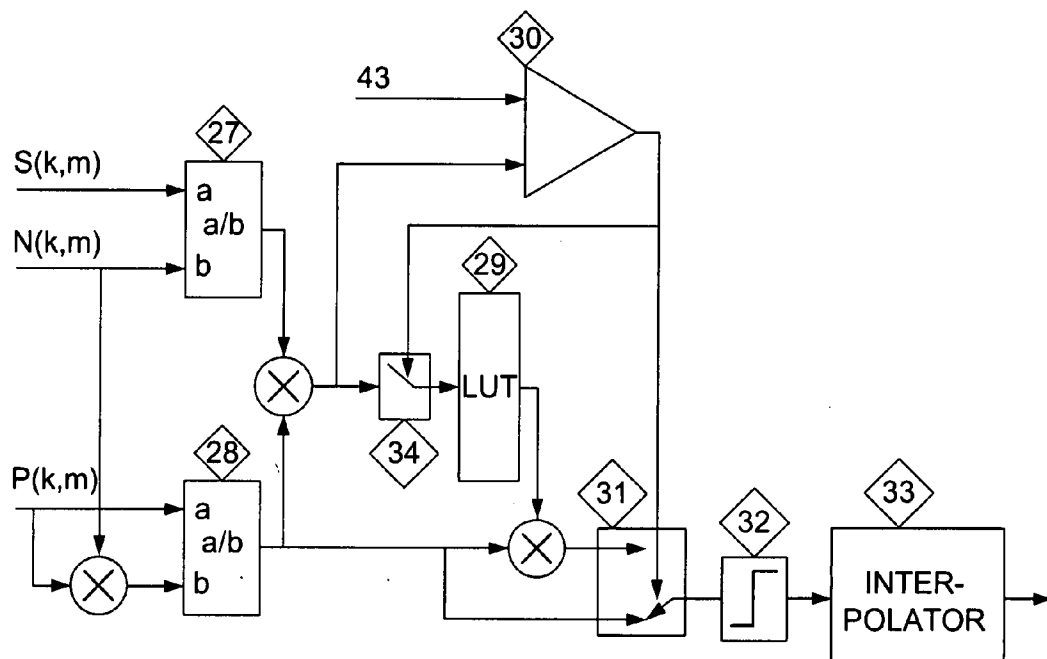 30
43
27
S(k,m)
a
a/b
N(k,m)
b
29
LUT
34
28
P(k,m)
a
a/b
b
31
32
33
INTER-
POLATOR